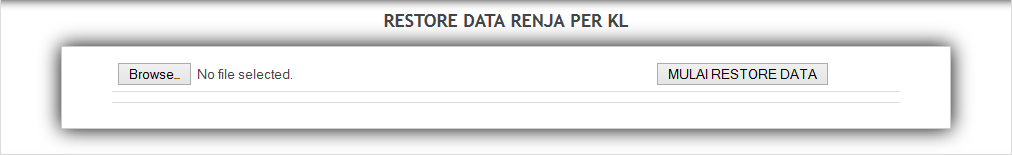 RESTORE DATA RENJA PER KL
Browse... No file selected. MULAI RESTORE DATA